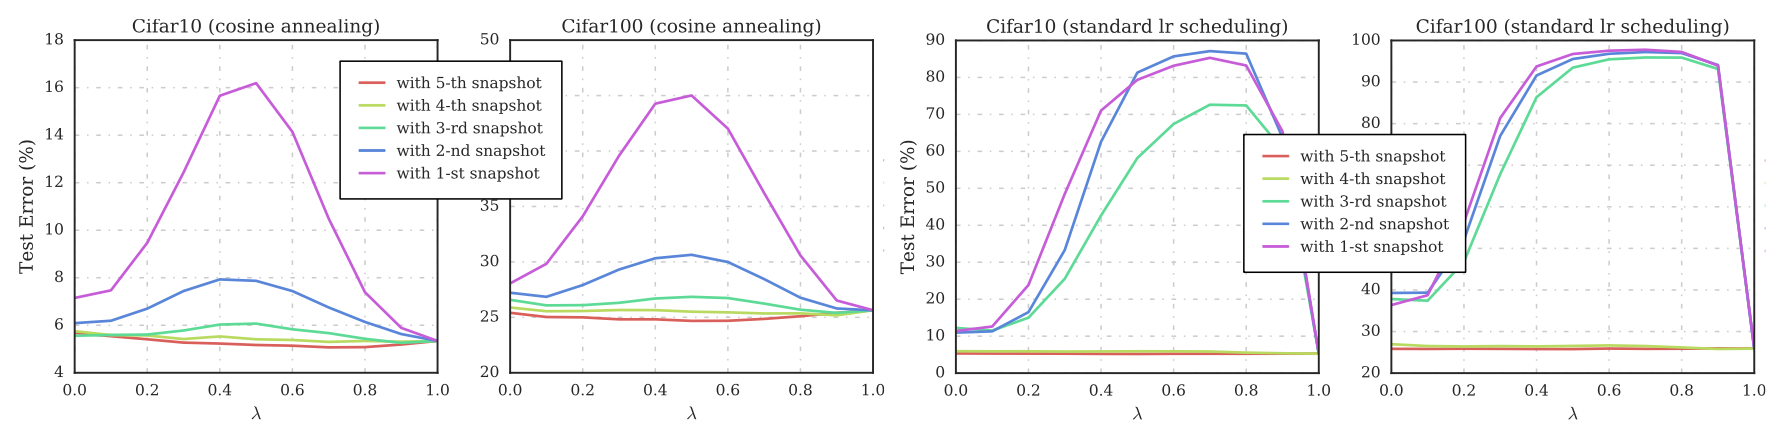 Cifar10 (cosine annealing)
18
16
14
12
10
8
6
4
Test Error (%)
0.0 0.2 0.4 0.6 0.8 1.0
λ
Cifar100 (cosine annealing)
50
35
30
25
20
0.0 0.2 0.4 0.6 0.8 1.0
λ
with 5-th snapshot
with 4-th snapshot
with 3-rd snapshot
with 2-nd snapshot
with 1-st snapshot
Cifar10 (standard lr scheduling)
90
80
70
60
50
40
30
20
10
0
Test Error (%)
0.0 0.2 0.4 0.6 0.8 1.0
λ
Cifar100 (standard lr scheduling)
100
90
80
40
30
20
0.0 0.2 0.4 0.6 0.8 1.0
λ
with 5-th snapshot
with 4-th snapshot
with 3-rd snapshot
with 2-nd snapshot
with 1-st snapshot